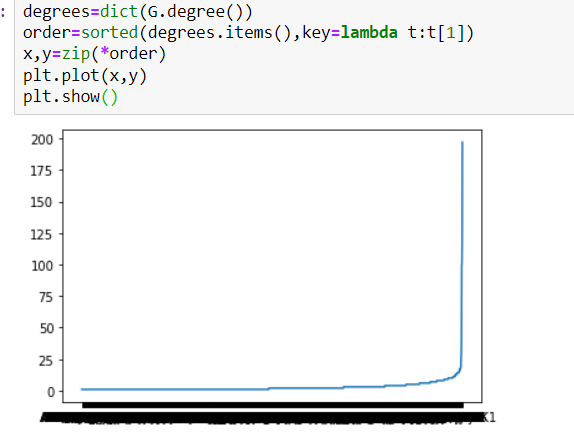 : degrees=dict(G.degree())
order=sorted(degrees.items(),key=lambda t:t[1])
x,y=zip(*order)
plt.plot(x,y)
plt.show()
200
175
150
125
100
75
50
25
0